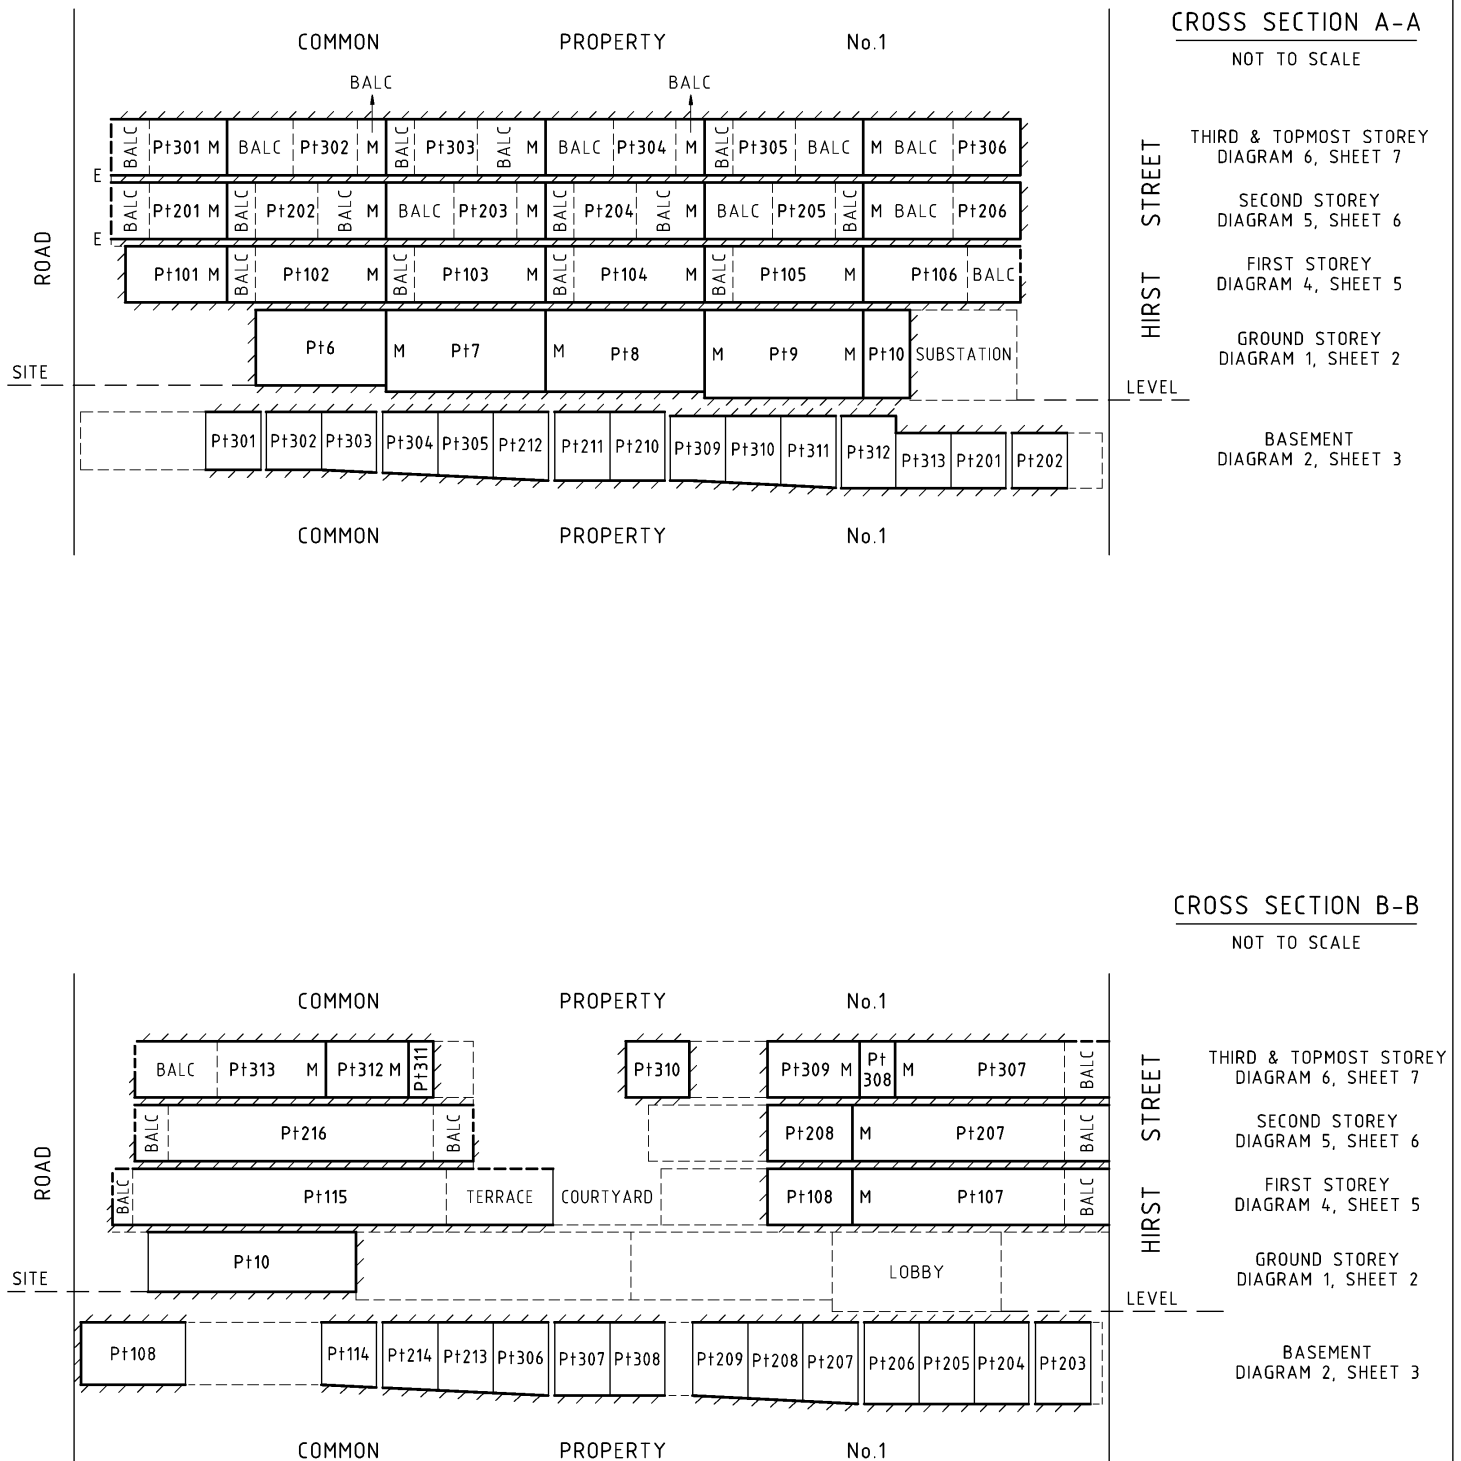 CROSS SECTION A-A
NOT TO SCALE
COMMON PROPERTY No.1
BALC BALC
BALC Pt301 M BALC Pt302 M BALC Pt303 BALC M BALC Pt304 M BALC Pt305 BALC M BALC Pt306
THIRD & TOPMOST STOREY
DIAGRAM 6, SHEET 7
E
BALC Pt201 M BALC Pt202 BALC M BALC Pt203 M BALC Pt204 BALC M BALC Pt205 BALC M BALC Pt206
SECOND STOREY
DIAGRAM 5, SHEET 6
E
Pt101 M BALC Pt102 M BALC Pt103 M BALC Pt104 M BALC Pt105 M Pt106 BALC
FIRST STOREY
DIAGRAM 4, SHEET 5
ROAD
HIRST STREET
Pt6 M Pt7 M Pt8 M Pt9 M Pt10 SUBSTATION
GROUND STOREY
DIAGRAM 1, SHEET 2
SITE LEVEL
Pt301 Pt302 Pt303 Pt304 Pt305 Pt212 Pt211 Pt210 Pt309 Pt310 Pt311 Pt312 Pt313 Pt201 Pt202
BASEMENT
DIAGRAM 2, SHEET 3
COMMON PROPERTY No.1
CROSS SECTION B-B
NOT TO SCALE
COMMON PROPERTY No.1
BALC Pt313 M Pt312 M Pt311 Pt310 Pt309 M Pt 308 M Pt307 BALC
THIRD & TOPMOST STOREY
DIAGRAM 6, SHEET 7
BALC Pt216 BALC Pt208 M Pt207 BALC
SECOND STOREY
DIAGRAM 5, SHEET 6
BALC Pt115 TERRACE COURTYARD Pt108 M Pt107 BALC
FIRST STOREY
DIAGRAM 4, SHEET 5
ROAD
HIRST STREET
Pt10 LOBBY
GROUND STOREY
DIAGRAM 1, SHEET 2
SITE LEVEL
Pt108 Pt114 Pt214 Pt213 Pt306 Pt307 Pt308 Pt209 Pt208 Pt207 Pt206 Pt205 Pt204 Pt203
BASEMENT
DIAGRAM 2, SHEET 3
COMMON PROPERTY No.1